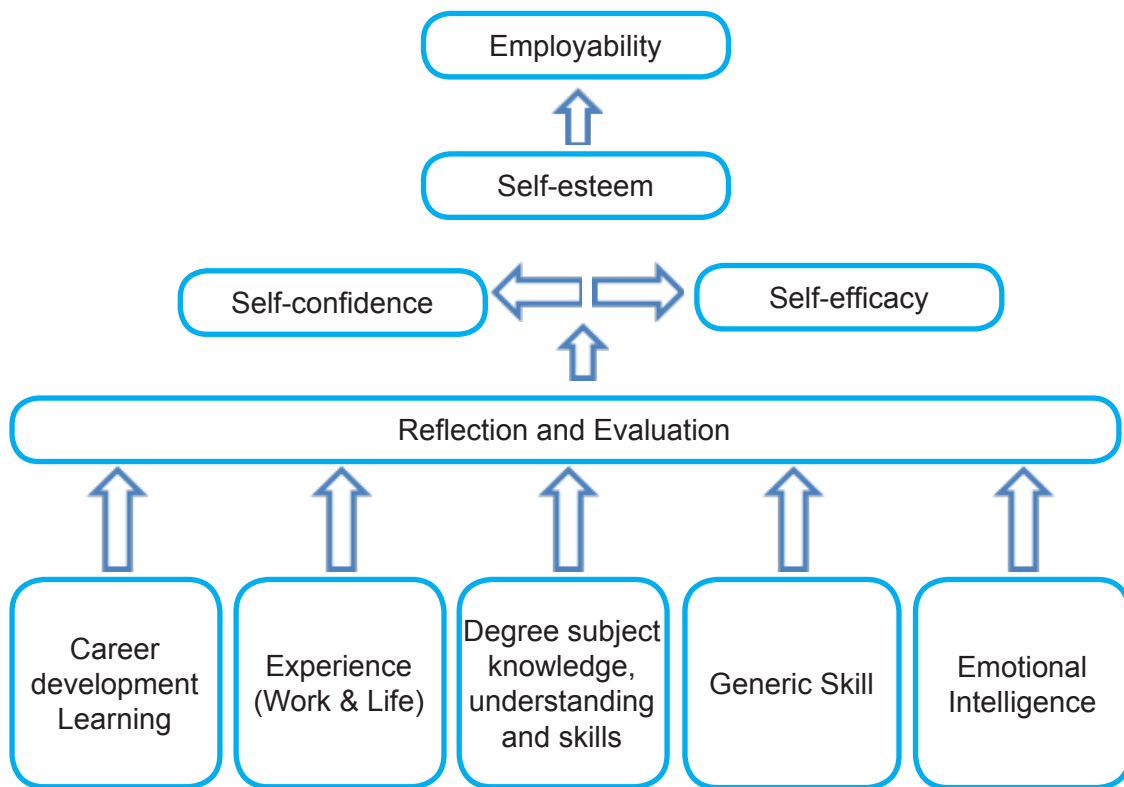 Employability
Self-esteem
Self-confidence
Self-efficacy
Reflection and Evaluation
Career
development
Learning
Experience
(Work & Life)
Degree subject
knowledge,
understanding
and skills
Generic Skill
Emotional
Intelligence